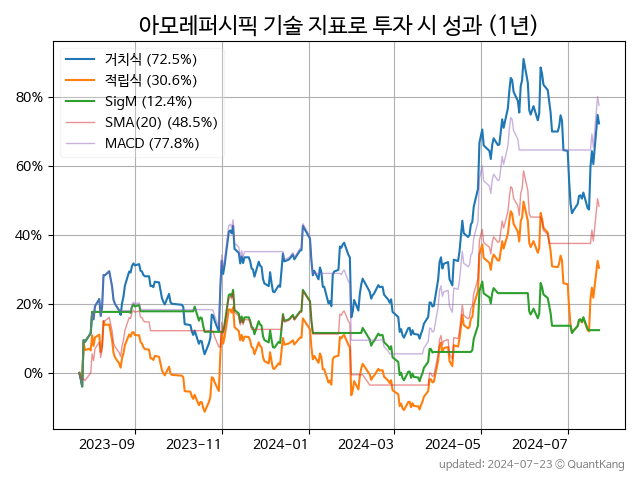 아모레퍼시픽 기술 지표로 투자 시 성과 (1년)
거치식 (72.5%)
적립식 (30.6%)
SigM (12.4%)
SMA(20) (48.5%)
MACD (77.8%)
80%
60%
40%
20%
0%
2023-09 2023-11 2024-01 2024-03 2024-05 2024-07
updated: 2024-07-23 © QuantKang